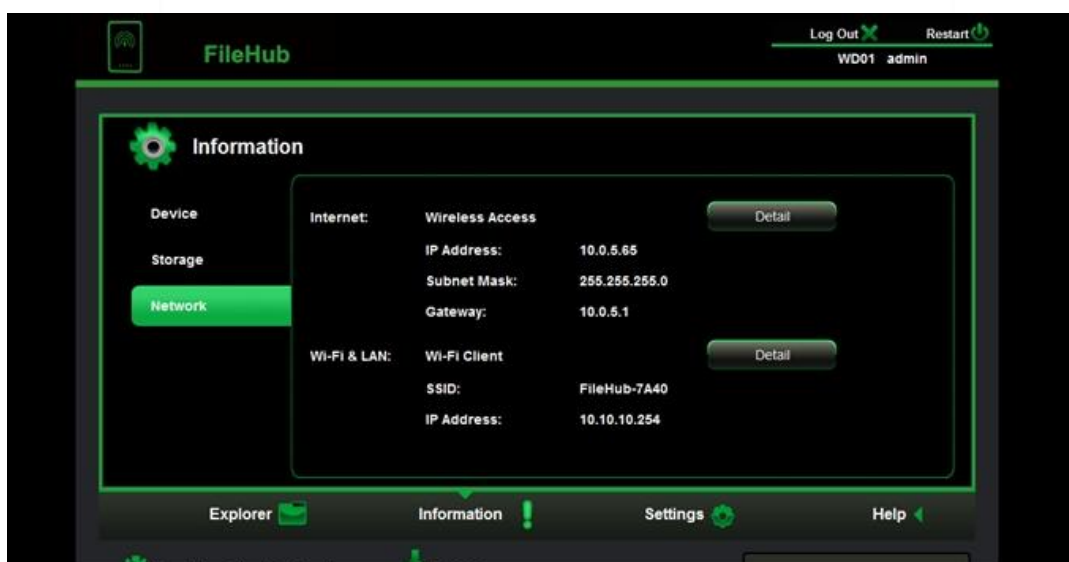 FileHub
Log Out Restart
WD01 admin
Information
Device
Storage
Network
Internet: Wireless Access Detail
IP Address: 10.0.5.65
Subnet Mask: 255.255.255.0
Gateway: 10.0.5.1
Wi-Fi & LAN: Wi-Fi Client Detail
SSID: FileHub-7A40
IP Address: 10.10.10.254
Explorer Information Settings Help